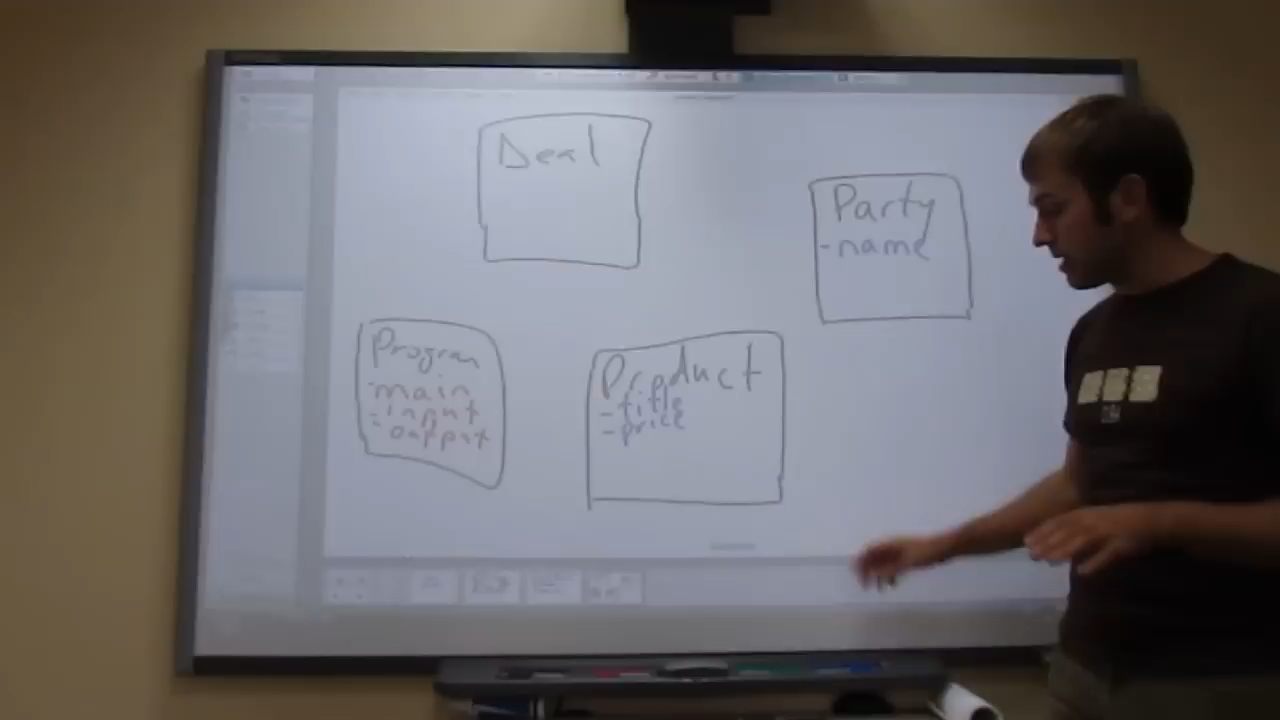 Deal
Party
-name
Program
-main
-input
-output
Product
-title
-price